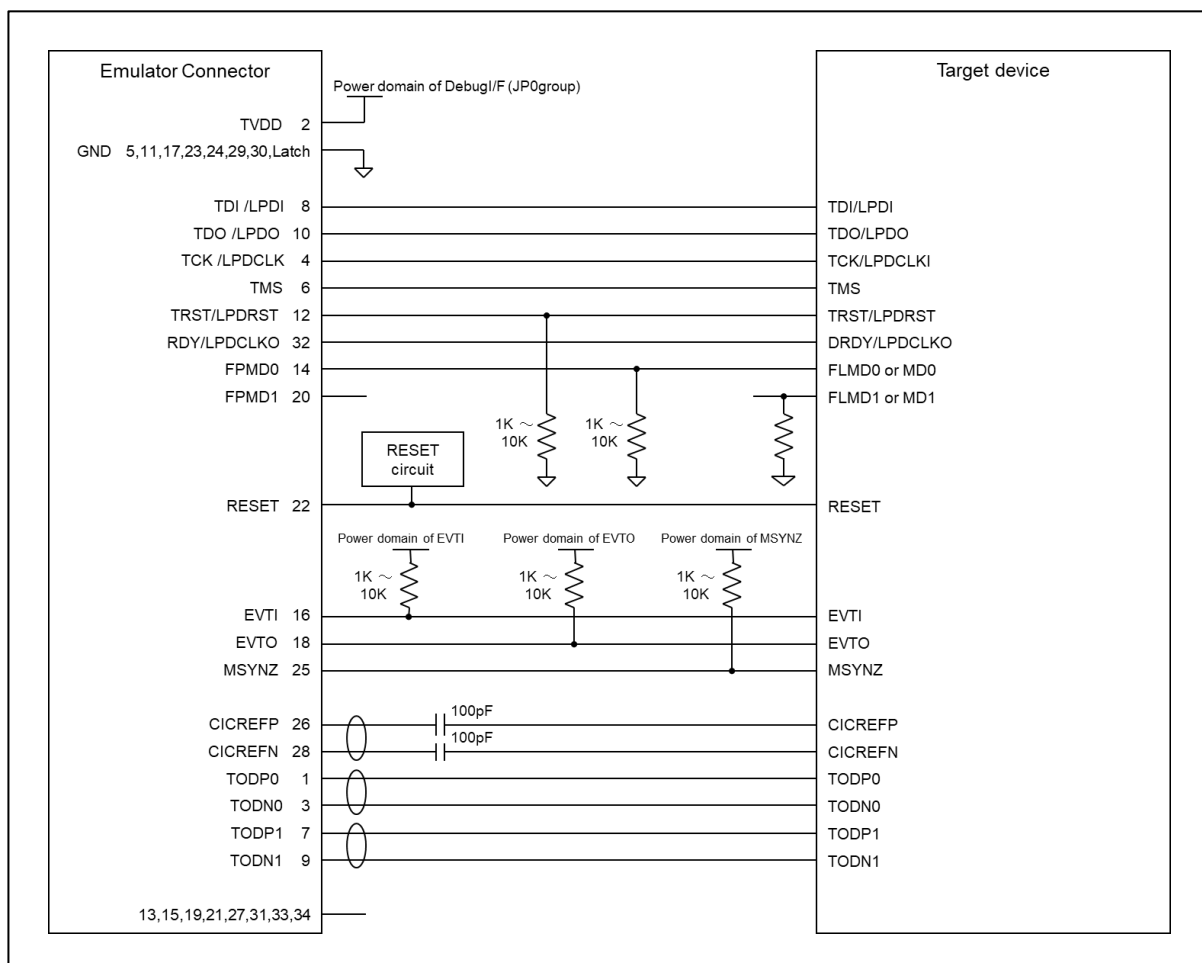 Emulator Connector
Target device
Power domain of DebugI/F (JP0group)
TVDD 2
GND 5,11,17,23,24,29,30,Latch
TDI /LPDI 8 TDI/LPDI
TDO /LPDO 10 TDO/LPDO
TCK /LPDCLK 4 TCK/LPDCLKI
TMS 6 TMS
TRST/LPDRST 12 TRST/LPDRST
RDY/LPDCLKO 32 DRDY/LPDCLKO
FPMD0 14 FLMD0 or MD0
FPMD1 20 FLMD1 or MD1
1K ～
10K
1K ～
10K
RESET
circuit
RESET 22 RESET
Power domain of EVTI
Power domain of EVTO
Power domain of MSYNZ
1K ～
10K
1K ～
10K
1K ～
10K
EVTI 16 EVTI
EVTO 18 EVTO
MSYNZ 25 MSYNZ
100pF
CICREFP 26 CICREFP
100pF
CICREFN 28 CICREFN
TODP0 1 TODP0
TODN0 3 TODN0
TODP1 7 TODP1
TODN1 9 TODN1
13,15,19,21,27,31,33,34